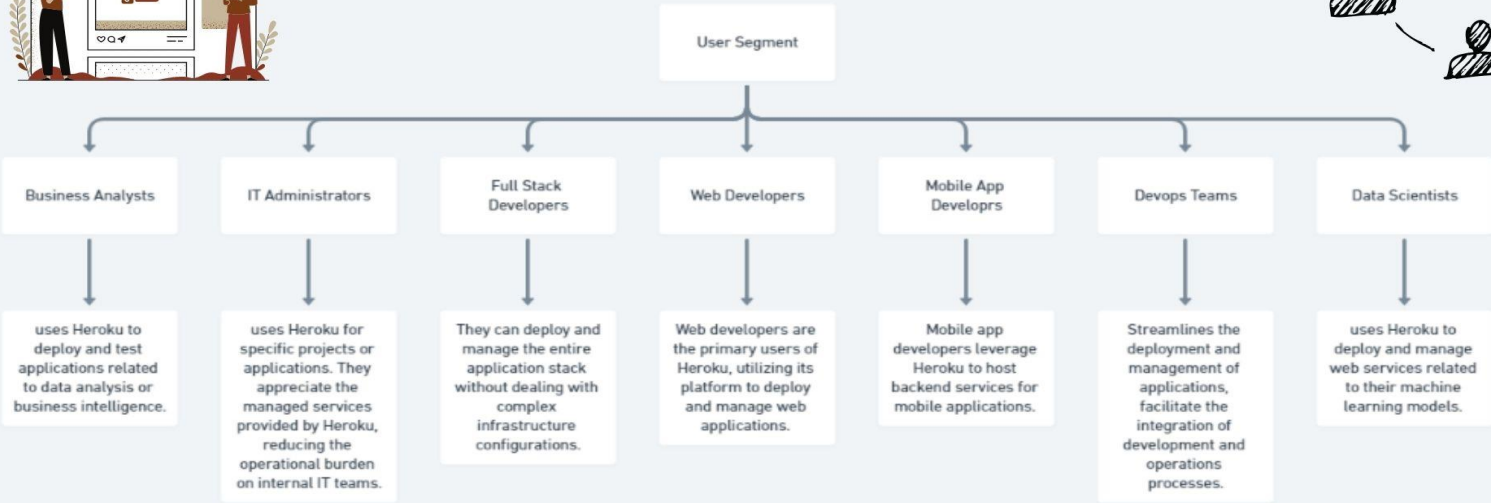 User Segment
Business Analysts
IT Administrators
Full Stack
Developers
Web Developers
Mobile App
Developrs
Devops Teams
Data Scientists
uses Heroku to
deploy and test
applications related
to data analysis or
business intelligence.
uses Heroku for
specific projects or
applications. They
appreciate the
managed services
provided by Heroku,
reducing the
operational burden
on internal IT teams.
They can deploy and
manage the entire
application stack
without dealing with
complex
infrastructure
configurations.
Web developers are
the primary users of
Heroku, utilizing its
platform to deploy
and manage web
applications.
Mobile app
developers leverage
Heroku to host
backend services for
mobile applications.
Streamlines the
deployment and
management of
applications,
facilitate the
integration of
development and
operations
processes.
uses Heroku to
deploy and manage
web services related
to their machine
learning models.